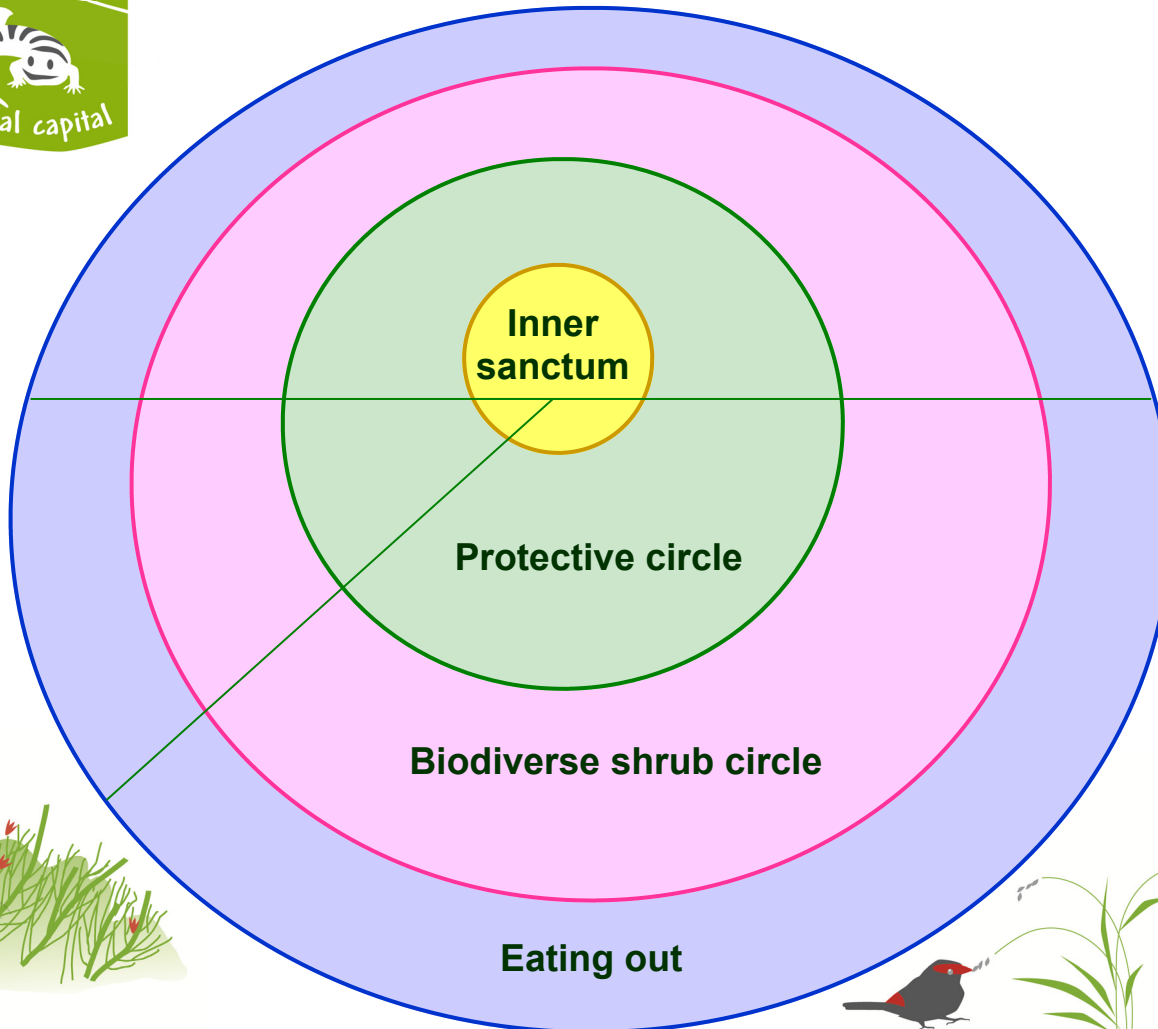 al capital
Inner
sanctum
Protective circle
Biodiverse shrub circle
Eating out